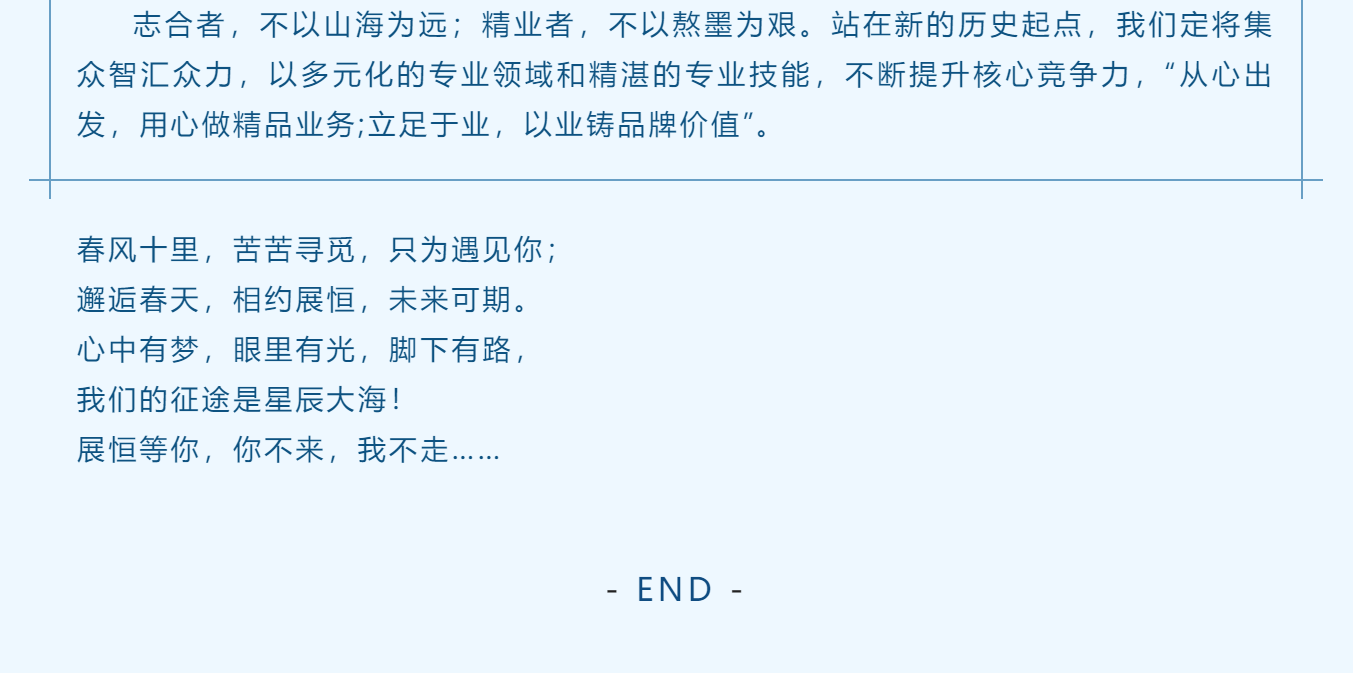 志合者，不以山海为远；精业者，不以熬墨为艰。站在新的历史起点，我们定将集
众智汇众力，以多元化的专业领域和精湛的专业技能，不断提升核心竞争力，“从心出
发，用心做精品业务;立足于业，以业铸品牌价值”。
春风十里，苦苦寻觅，只为遇见你；
邂逅春天，相约展恒，未来可期。
心中有梦，眼里有光，脚下有路，
我们的征途是星辰大海！
展恒等你，你不来，我不走……
- END -